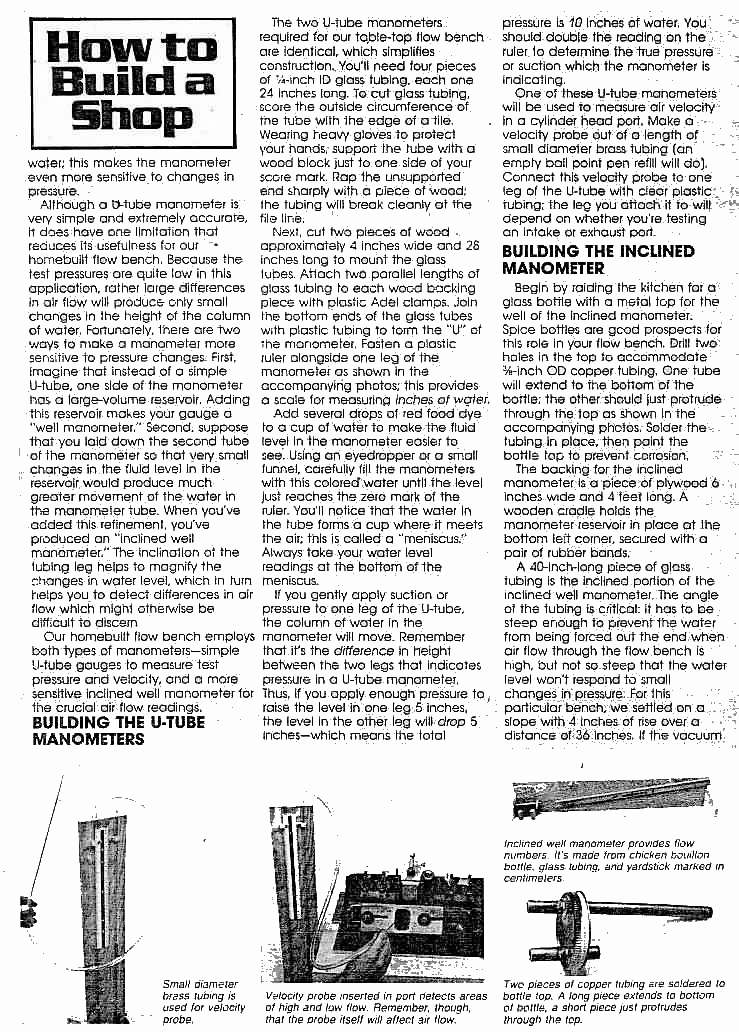 How to
Build a
Shop
water; this makes the manometer
even more sensitive to changes in
pressure.
Although a U-tube manometer is
very simple and extremely accurate,
it does have one limitation that
reduces its usefulness for our
homebuilt flow bench. Because the
test pressures are quite low in this
application, rather large differences
in air flow will produce only small
changes in the height of the column
of water. Fortunately, there are two
ways to make a manometer more
sensitive to pressure changes. First,
imagine that instead of a simple
U-tube, one side of the manometer
has a large-volume reservoir. Adding
this reservoir makes your gauge a
"well manometer." Second, suppose
that you laid down the second tube
of the manometer so that very small
changes in the fluid level in the
reservoir would produce much
greater movement of the water in
the manometer tube. When you've
added this refinement, you've
produced an "inclined well
manometer." The inclination of the
tubing leg helps to magnify the
changes in water level, which in turn
helps you to detect differences in air
flow which might otherwise be
difficult to discern
Our homebuilt flow bench employs
both types of manometers—simple
U-tube gauges to measure test
pressure and velocity, and a more
sensitive inclined well manometer for
the crucial air flow readings.
BUILDING THE U-TUBE
MANOMETERS
The two U-tube manometers
required for our table-top flow bench
are identical, which simplifies
construction. You'll need four pieces
of ¼-inch ID glass tubing, each one
24 inches long. To cut glass tubing,
score the outside circumference of
the tube with the edge of a file.
Wearing heavy gloves to protect
your hands, support the tube with a
wood block just to one side of your
score mark. Rap the unsupported
end sharply with a piece of wood;
the tubing will break cleanly at the
file line.
Next, cut two pieces of wood
approximately 4 inches wide and 28
inches long to mount the glass
tubes. Attach two parallel lengths of
glass tubing to each wood backing
piece with plastic Adel clamps. Join
the bottom ends of the glass tubes
with plastic tubing to form the "U" of
the manometer. Fasten a plastic
ruler alongside one leg of the
manometer as shown in the
accompanying photos; this provides
a scale for measuring inches of water.
Add several drops of red food dye
to a cup of water to make the fluid
level in the manometer easier to
see. Using an eyedropper or a small
funnel, carefully fill the manometers
with this colored water until the level
just reaches the zero mark of the
ruler. You'll notice that the water in
the tube forms a cup where it meets
the air; this is called a "meniscus."
Always take your water level
readings at the bottom of the
meniscus.
If you gently apply suction or
pressure to one leg of the U-tube,
the column of water in the
manometer will move. Remember
that it's the difference in height
between the two legs that indicates
pressure in a U-tube manometer.
Thus, if you apply enough pressure to
raise the level in one leg 5 inches,
the level in the other leg will drop 5
inches—which means the total
pressure is 10 inches of water. You
should double the reading on the
ruler to determine the true pressure
or suction which the manometer is
indicating.
One of these U-tube manometers
will be used to measure air velocity
in a cylinder head port. Make a
velocity probe out of a length of
small diameter brass tubing (an
empty ball point pen refill will do).
Connect this velocity probe to one
leg of the U-tube with clear plastic
tubing; the leg you attach it to will
depend on whether you're testing
an intake or exhaust port.
BUILDING THE INCLINED
MANOMETER
Begin by raiding the kitchen for a
glass bottle with a metal top for the
well of the inclined manometer.
Spice bottles are good prospects for
this role in your flow bench. Drill two
holes in the top to accommodate
⅜-inch OD copper tubing. One tube
will extend to the bottom of the
bottle; the other should just protrude
through the top as shown in the
accompanying photos. Solder the
tubing in place, then paint the
bottle top to prevent corrosion.
The backing for the inclined
manometer is a piece of plywood 6
inches wide and 4 feet long. A
wooden cradle holds the
manometer reservoir in place at the
bottom left corner, secured with a
pair of rubber bands.
A 40-inch-long piece of glass
tubing is the inclined portion of the
inclined well manometer. The angle
of the tubing is critical: it has to be
steep enough to prevent the water
from being forced out the end when
air flow through the flow bench is
high, but not so steep that the water
level won't respond to small
changes in pressure. For this
particular bench, we settled on a
slope with 4 inches of rise over a
distance of 36 inches. If the vacuum
Small diameter
brass tubing is
used for velocity
probe.
Velocity probe inserted in port detects areas
of high and low flow. Remember, though,
that the probe itself will affect air flow.
Inclined well manometer provides flow
numbers. It's made from chicken bouillon
bottle, glass tubing, and yardstick marked in
centimeters.
Two pieces of copper tubing are soldered to
bottle top. A long piece extends to bottom
of bottle, a short piece just protrudes
through the top.